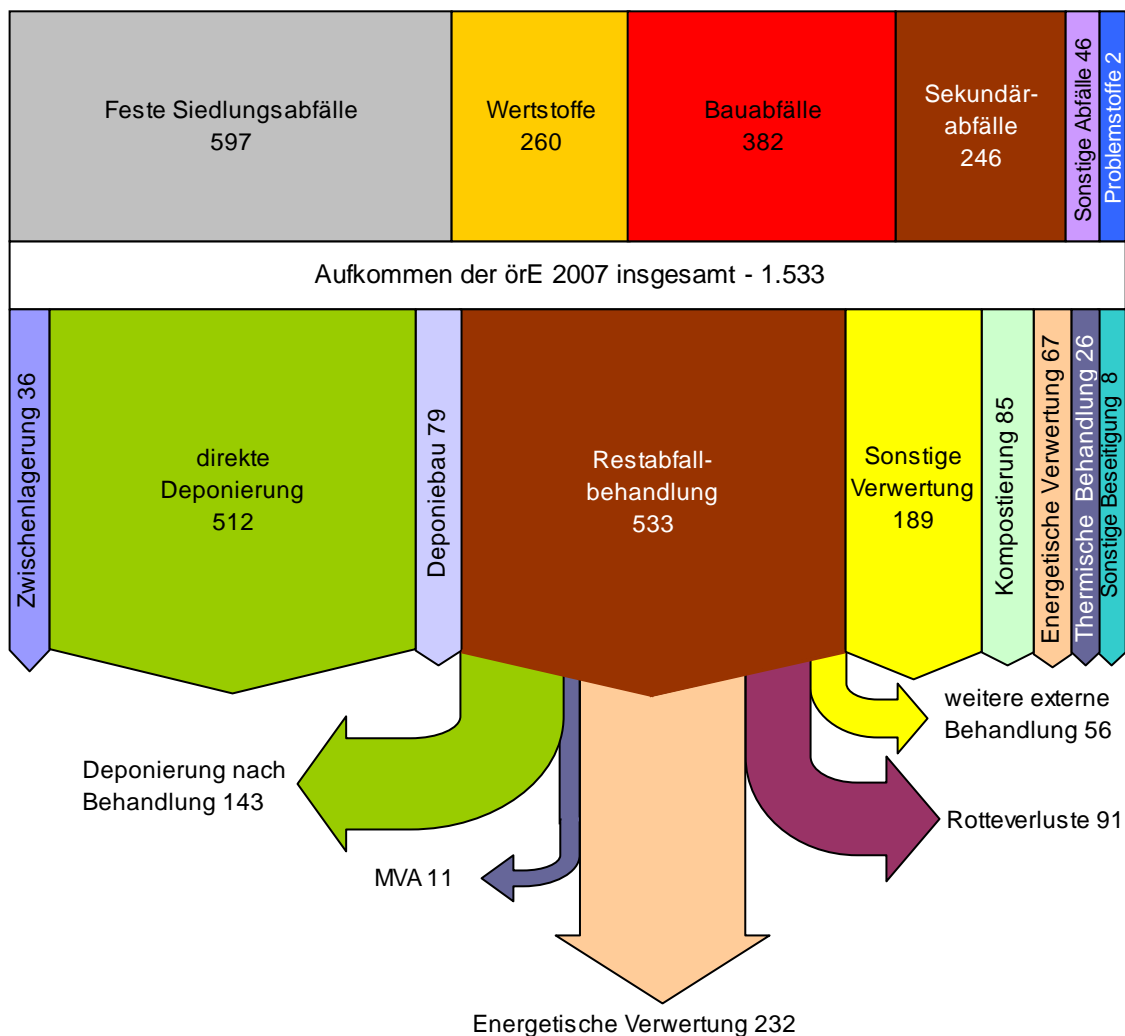 Feste Siedlungsabfälle
597
Wertstoffe
260
Bauabfälle
382
Sekundär-
abfälle
246
Sonstige Abfälle 46
Problemstoffe 2
Aufkommen der örE 2007 insgesamt - 1.533
Zwischenlagerung 36
direkte
Deponierung
512
Deponiebau 79
Restabfall-
behandlung
533
Sonstige
Verwertung
189
Kompostierung 85
Energetische Verwertung 67
Thermische Behandlung 26
Sonstige Beseitigung 8
weitere externe
Behandlung 56
Deponierung nach
Behandlung 143
Rotteverluste 91
MVA 11
Energetische Verwertung 232